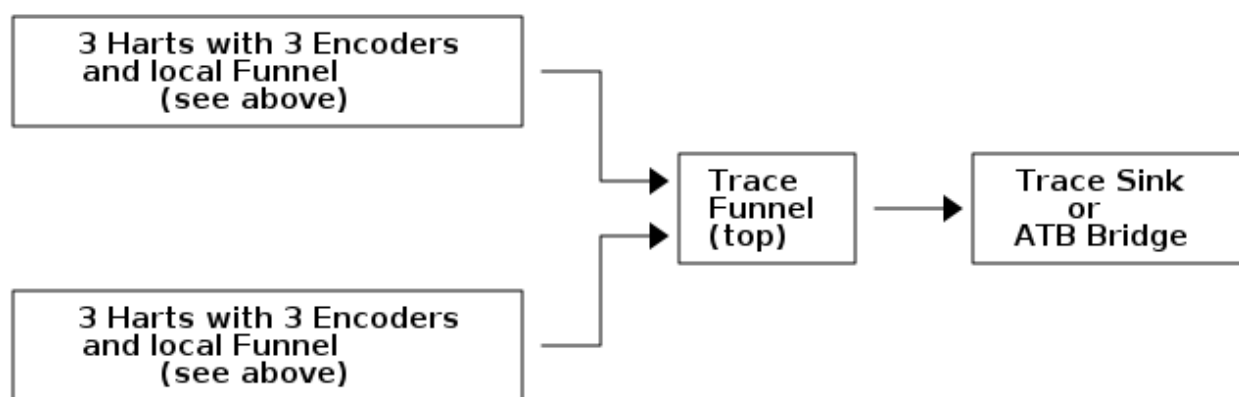 3 Harts with 3 Encoders
and local Funnel
(see above)
Trace
Funnel
(top)
Trace Sink
or
ATB Bridge
3 Harts with 3 Encoders
and local Funnel
(see above)